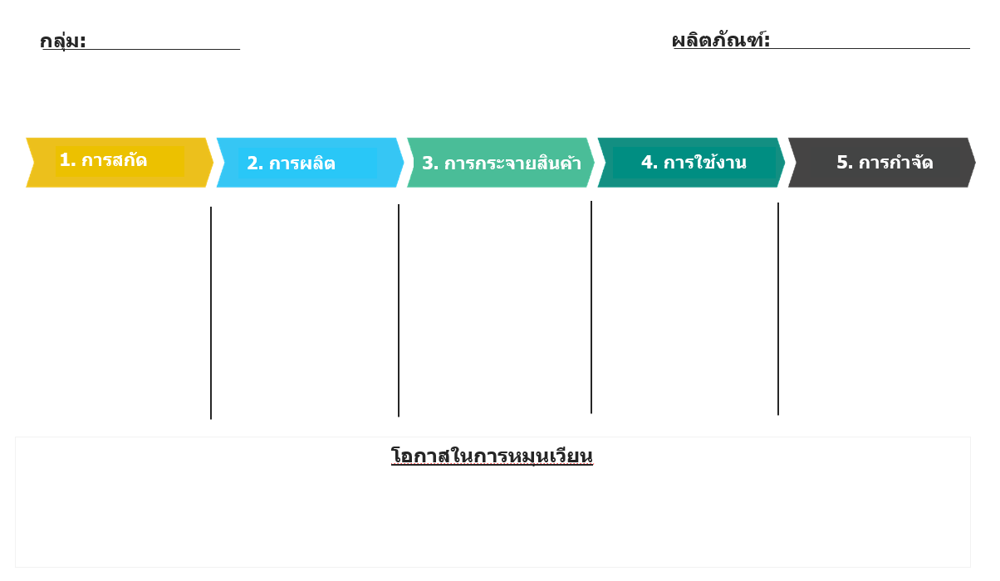 กลุ่ม:
ผลิตภัณฑ์:
1. การสกัด
2. การผลิต
3. การกระจายสินค้า
4. การใช้งาน
5. การกำจัด
โอกาสในการหมุนเวียน